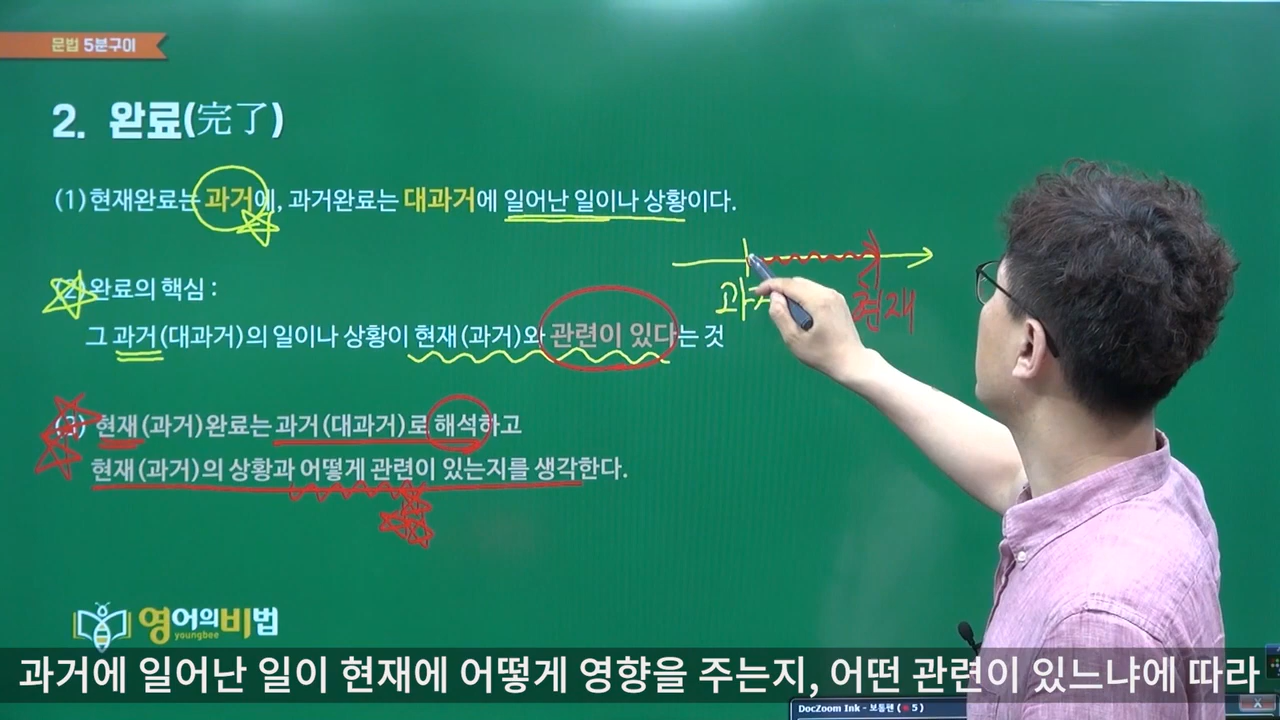 문법 5분구이
2. 완료(完了)
(1) 현재완료는 과거에, 과거완료는 대과거에 일어난 일이나 상황이다.
완료의 핵심 :
과거
현재
그 과거(대과거)의 일이나 상황이 현재(과거)와 관련이 있다는 것
(3) 현재(과거)완료는 과거(대과거)로 해석하고
현재(과거)의 상황과 어떻게 관련이 있는지를 생각한다.
영어의비법
youngbee
과거에 일어난 일이 현재에 어떻게 영향을 주는지, 어떤 관련이 있느냐에 따라
DocZoom Ink - 보통펜 ( 5 )